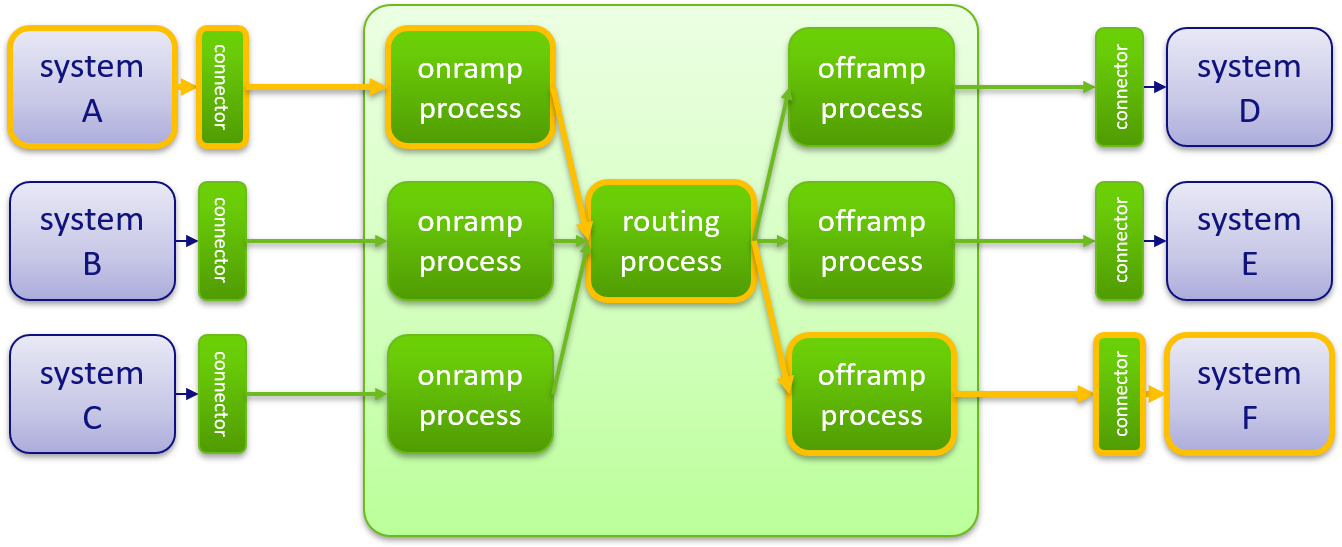 system
A
connector
onramp
process
offramp
process
connector
system
D
system
B
connector
onramp
process
routing
process
offramp
process
connector
system
E
system
C
connector
onramp
process
offramp
process
connector
system
F